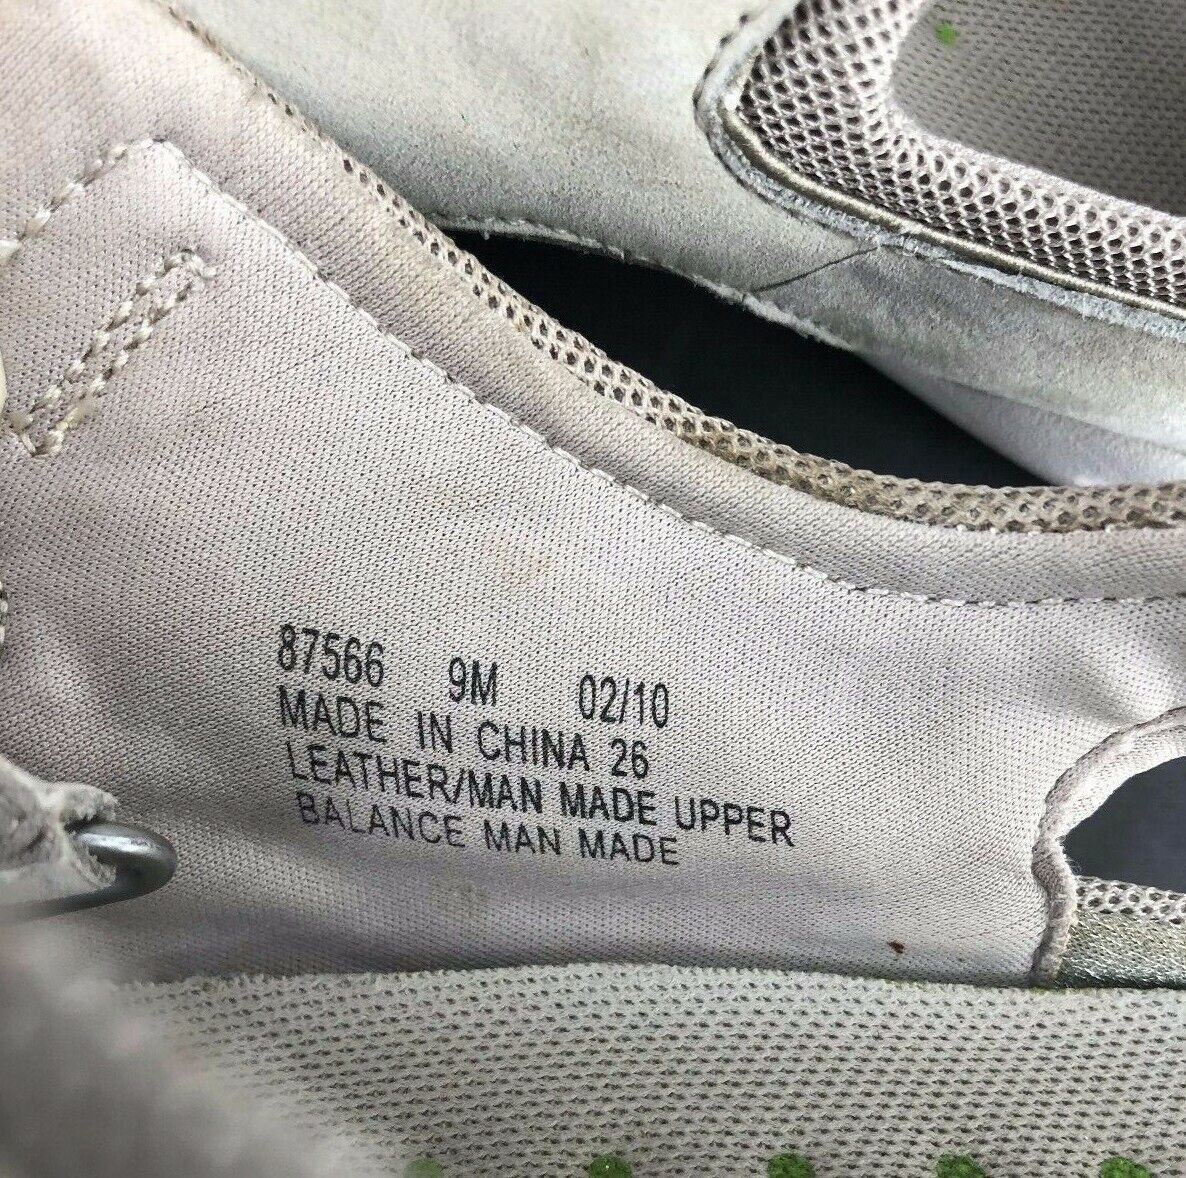 87566 9M 02/10
MADE IN CHINA 26
LEATHER/MAN MADE UPPER
BALANCE MAN MADE